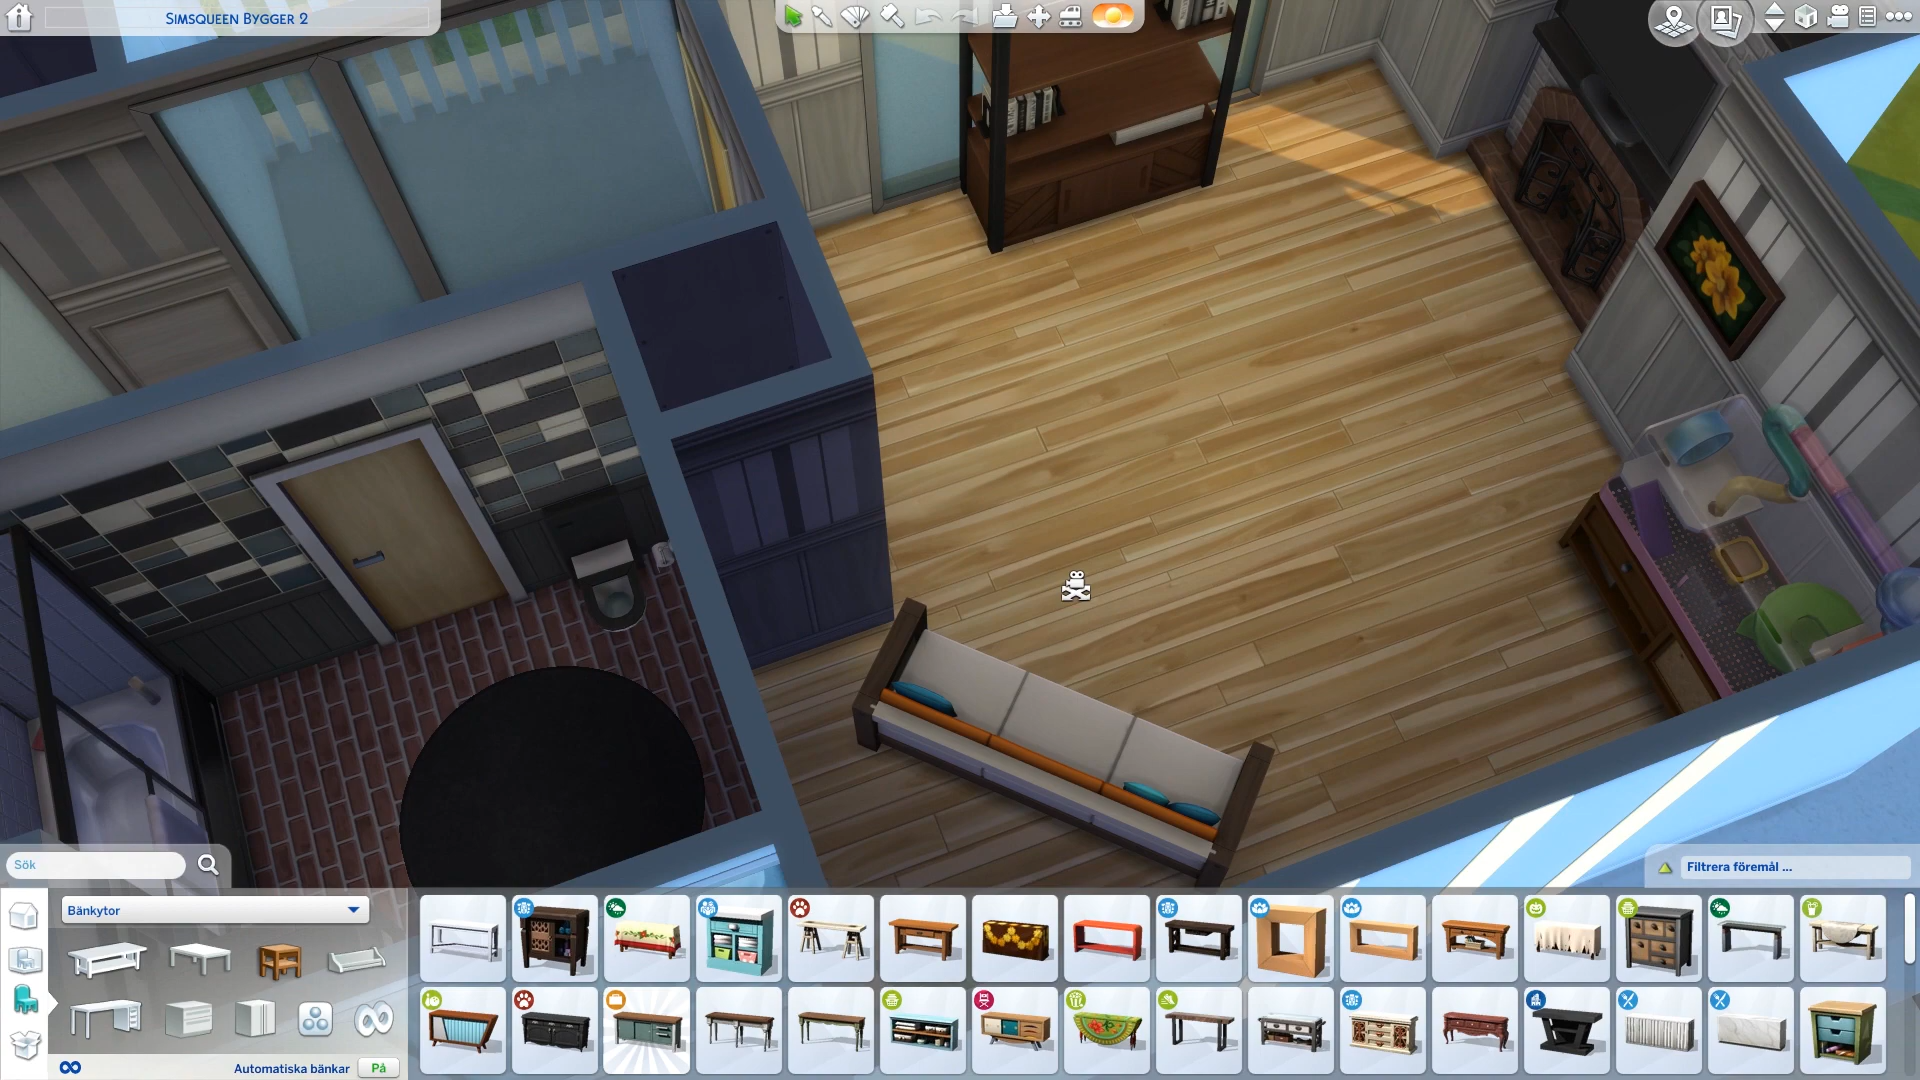 Simsqueen Bygger 2
Sök
Filtrera föremål ...
Bänkytor
Automatiska bänkar
På